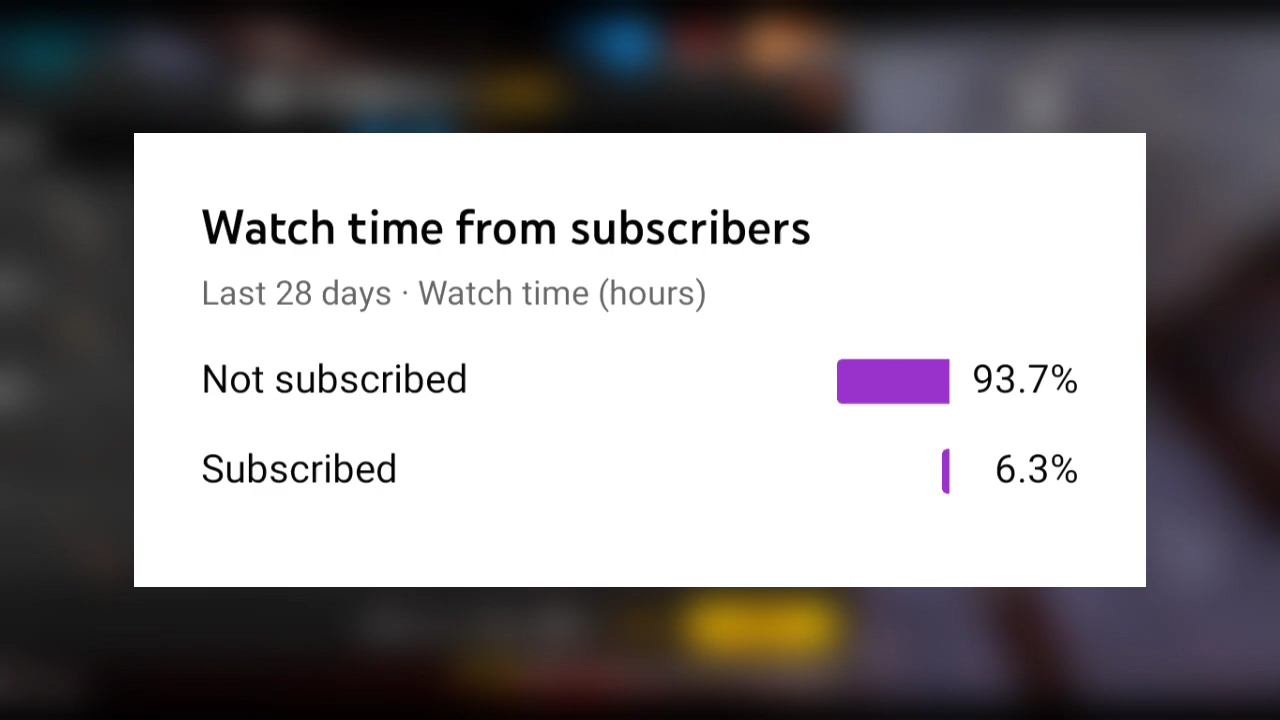 Watch time from subscribers
Last 28 days · Watch time (hours)
Not subscribed 93.7%
Subscribed 6.3%